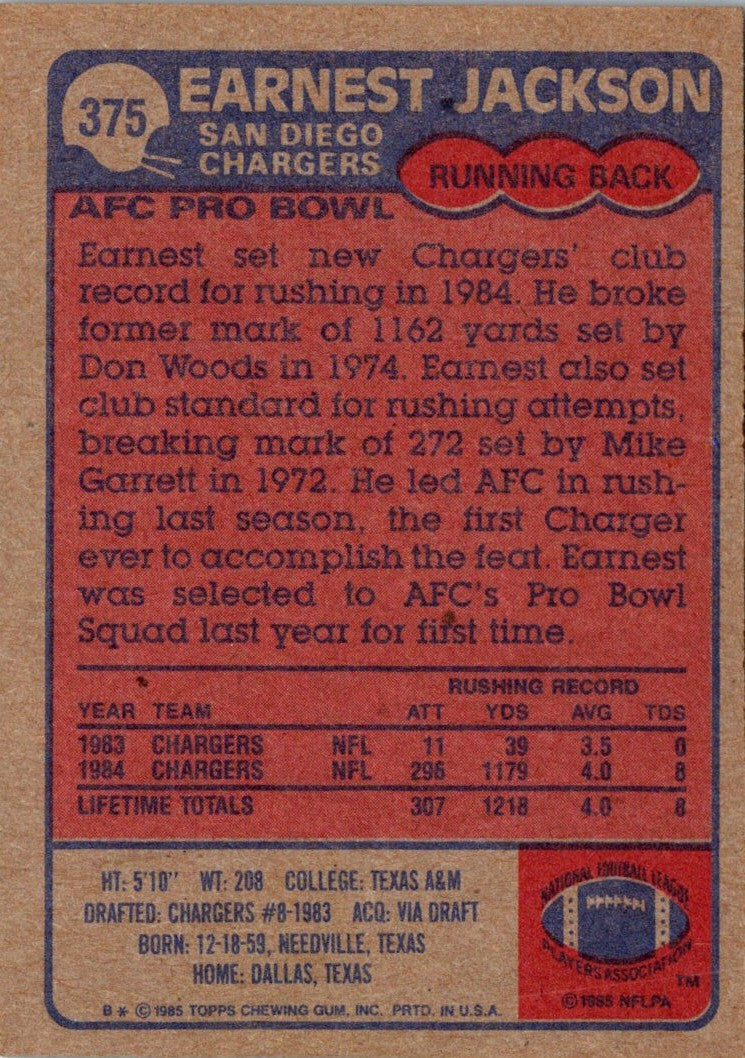 375
EARNEST JACKSON
SAN DIEGO
CHARGERS
RUNNING BACK
AFC PRO BOWL
Earnest set new Chargers' club
record for rushing in 1984. He broke
former mark of 1162 yards set by
Don Woods in 1974. Earnest also set
club standard for rushing attempts,
breaking mark of 272 set by Mike
Garrett in 1972. He led AFC in rush-
ing last season, the first Charger
ever to accomplish the feat. Earnest
was selected to AFC's Pro Bowl
Squad last year for first time.
RUSHING RECORD
YEAR TEAM ATT YDS AVG TDS
1983 CHARGERS NFL 11 39 3.5 0
1984 CHARGERS NFL 296 1179 4.0 8
LIFETIME TOTALS 307 1218 4.0 8
HT: 5'10" WT: 208 COLLEGE: TEXAS A&M
DRAFTED: CHARGERS #8-1983 ACQ: VIA DRAFT
BORN: 12-18-59, NEEDVILLE, TEXAS
HOME: DALLAS, TEXAS
B * © 1985 TOPPS CHEWING GUM, INC. PRTD. IN U.S.A.
NATIONAL FOOTBALL LEAGUE
PLAYERS ASSOCIATION
TM
© 1985 NFLPA